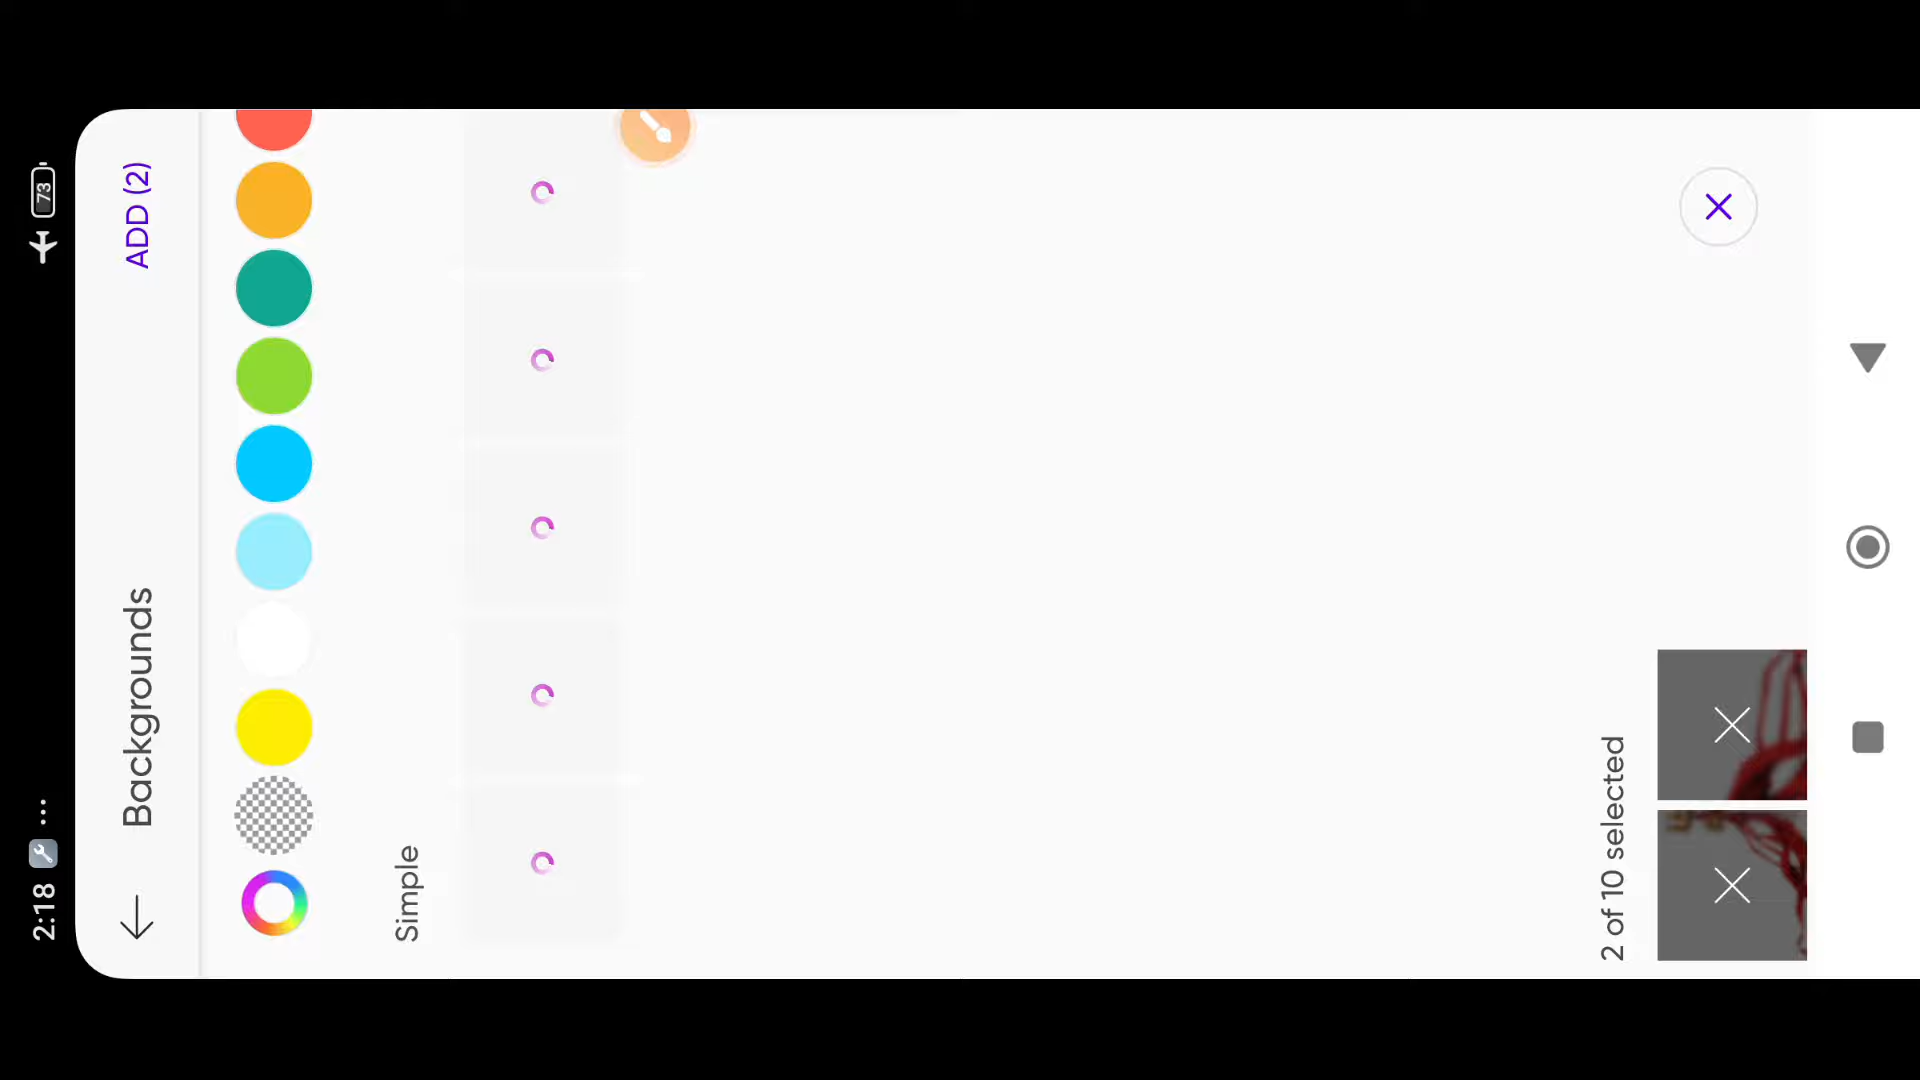 2:18 ...
73
Backgrounds
ADD (2)
Simple
2 of 10 selected